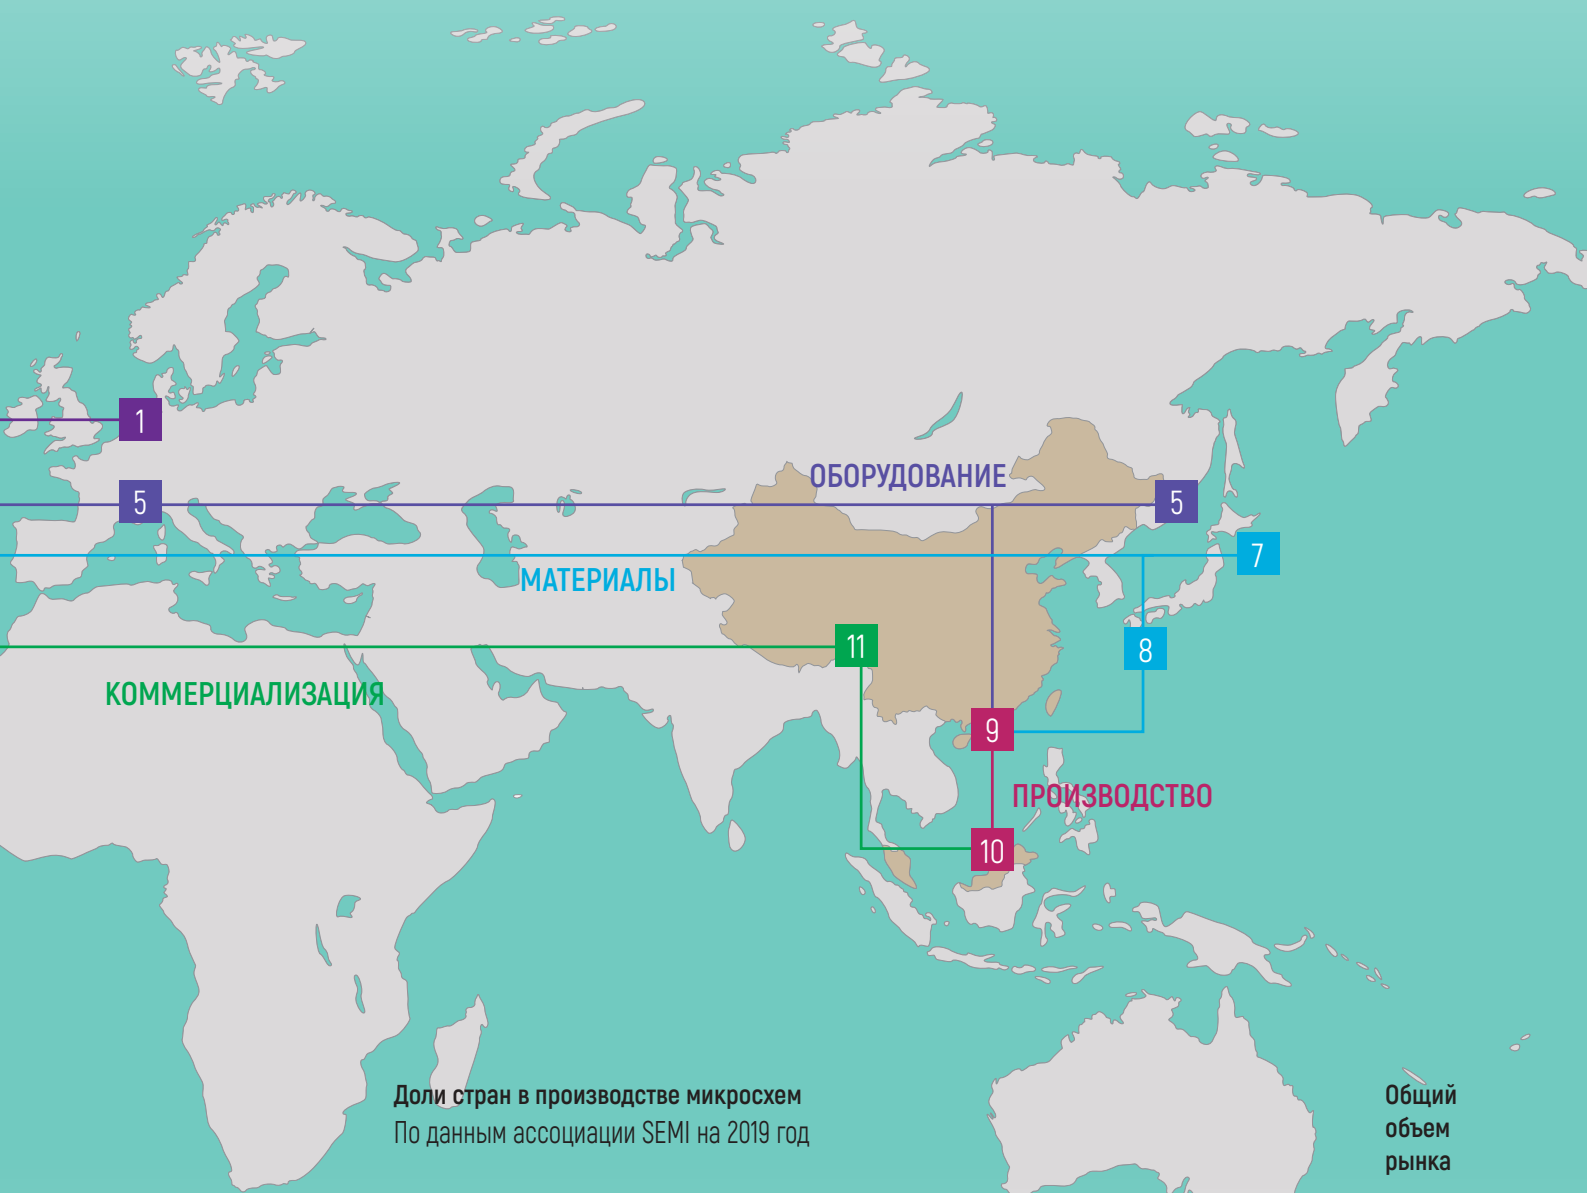 1
ОБОРУДОВАНИЕ
5
5
7
МАТЕРИАЛЫ
11
8
КОММЕРЦИАЛИЗАЦИЯ
9
ПРОИЗВОДСТВО
10
Доли стран в производстве микросхем
По данным ассоциации SEMI на 2019 год
Общий
объем
рынка